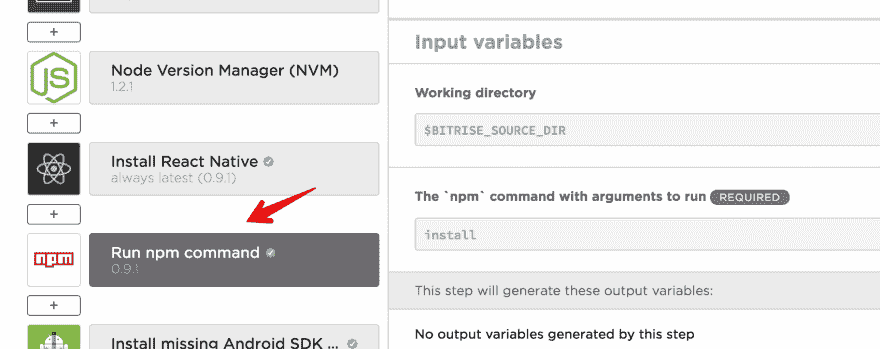 +
JS
Node Version Manager (NVM)
1.2.1
+
Install React Native
always latest (0.9.1)
+
npm
Run npm command
0.9.1
+
Install missing Android SDK ...
Input variables
Working directory
$BITRISE_SOURCE_DIR
The `npm` command with arguments to run REQUIRED
install
This step will generate these output variables:
No output variables generated by this step